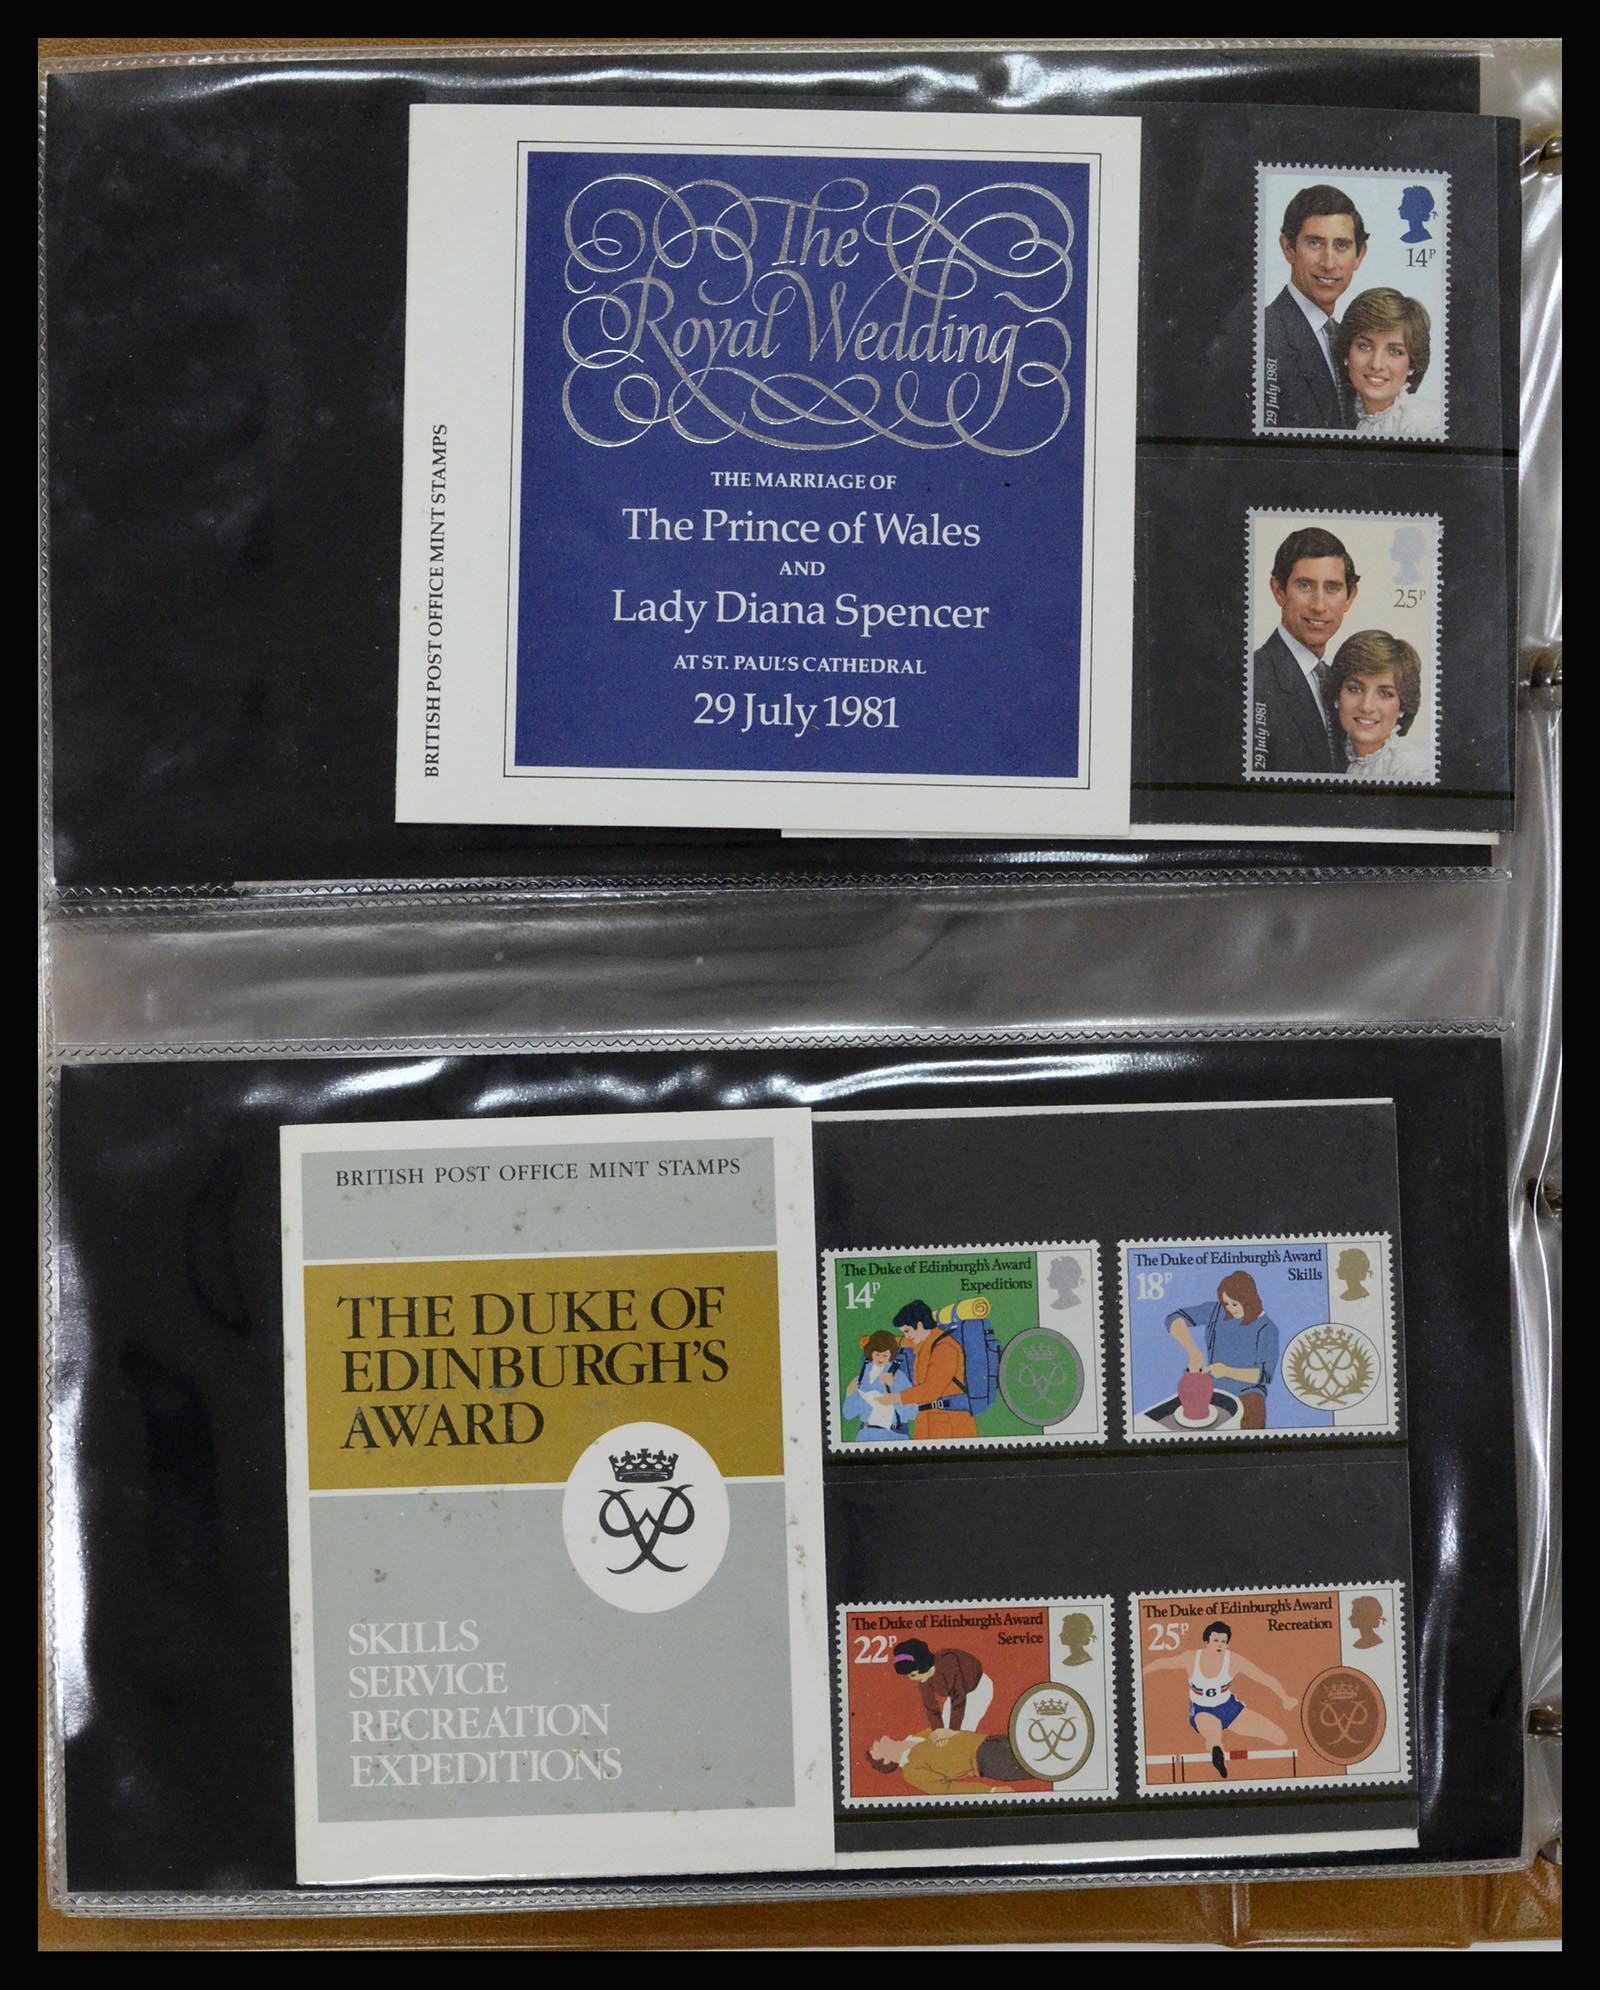 The
Royal Wedding
THE MARRIAGE OF
The Prince of Wales
AND
Lady Diana Spencer
AT ST. PAUL'S CATHEDRAL
29 July 1981
BRITISH POST OFFICE MINT STAMPS
14P
29 July 1981
25P
29 July 1981
BRITISH POST OFFICE MINT STAMPS
THE DUKE OF
EDINBURGH'S
AWARD
SKILLS
SERVICE
RECREATION
EXPEDITIONS
The Duke of Edinburgh's Award
Expeditions
14P
The Duke of Edinburgh's Award
Skills
18P
The Duke of Edinburgh's Award
Service
22P
The Duke of Edinburgh's Award
Recreation
25P
6